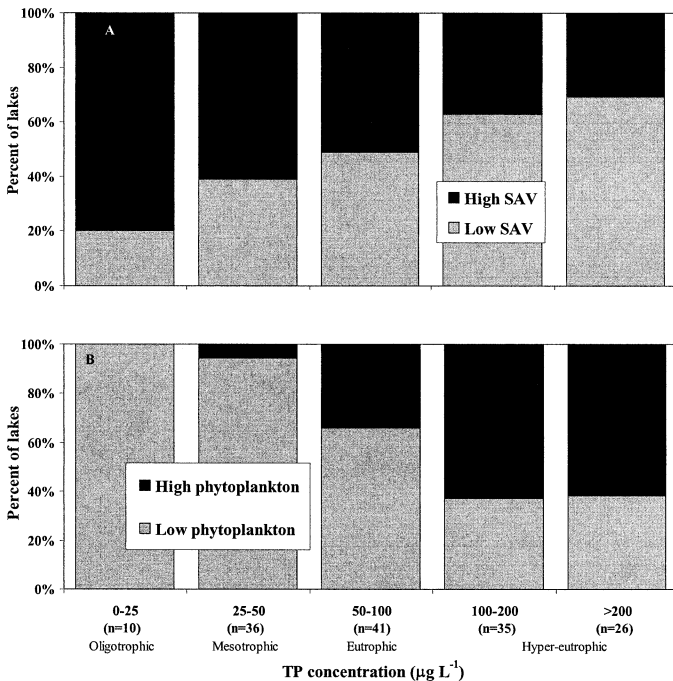 100%
A
80%
60%
40%
20%
0%
Percent of lakes
High SAV
Low SAV
100%
B
80%
60%
40%
20%
0%
Percent of lakes
High phytoplankton
Low phytoplankton
0-25 25-50 50-100 100-200 >200
(n=10) (n=36) (n=41) (n=35) (n=26)
Oligotrophic Mesotrophic Eutrophic Hyper-eutrophic
TP concentration (µg L⁻¹)